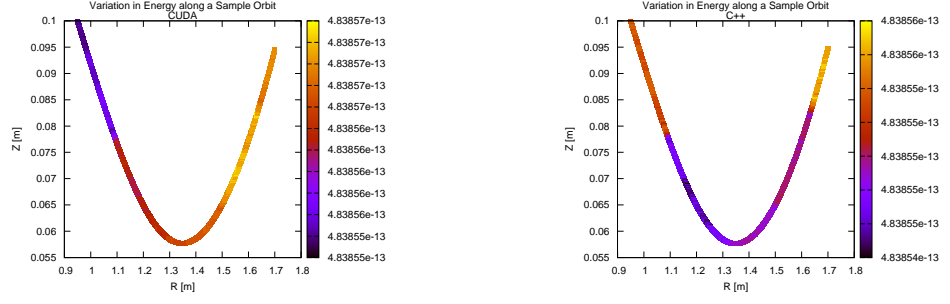 Variation in Energy along a Sample Orbit
CUDA
0.1
0.095
0.09
0.085
0.08
0.075
0.07
0.065
0.06
0.055
Z [m]
0.9 1 1.1 1.2 1.3 1.4 1.5 1.6 1.7 1.8
R [m]
4.83857e-13
4.83857e-13
4.83857e-13
4.83857e-13
4.83857e-13
4.83856e-13
4.83856e-13
4.83856e-13
4.83856e-13
4.83856e-13
4.83855e-13
Variation in Energy along a Sample Orbit
C++
0.1
0.095
0.09
0.085
0.08
0.075
0.07
0.065
0.06
0.055
Z [m]
0.9 1 1.1 1.2 1.3 1.4 1.5 1.6 1.7 1.8
R [m]
4.83856e-13
4.83856e-13
4.83856e-13
4.83855e-13
4.83855e-13
4.83855e-13
4.83855e-13
4.83854e-13